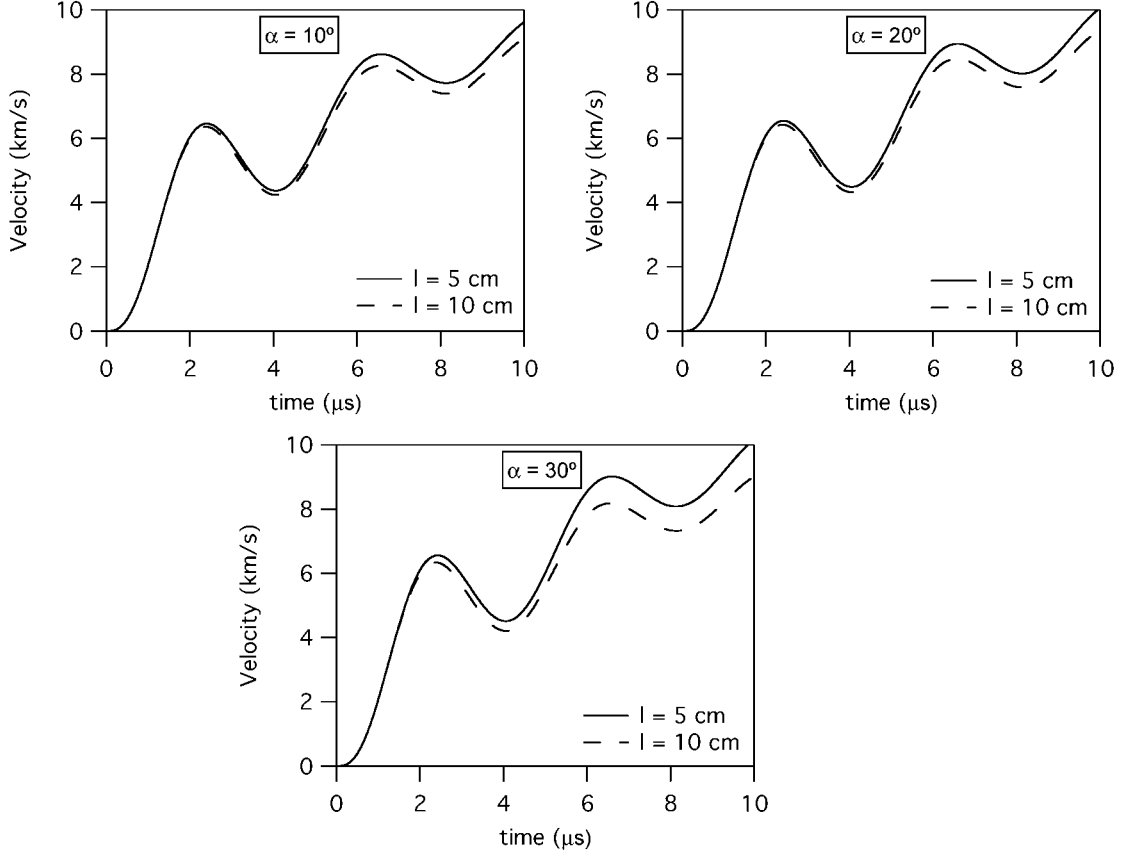 α = 10º
Velocity (km/s)
10
8
6
4
2
0
l = 5 cm
l = 10 cm
0 2 4 6 8 10
time (μs)
α = 20º
Velocity (km/s)
10
8
6
4
2
0
l = 5 cm
l = 10 cm
0 2 4 6 8 10
time (μs)
α = 30º
Velocity (km/s)
10
8
6
4
2
0
l = 5 cm
l = 10 cm
0 2 4 6 8 10
time (μs)